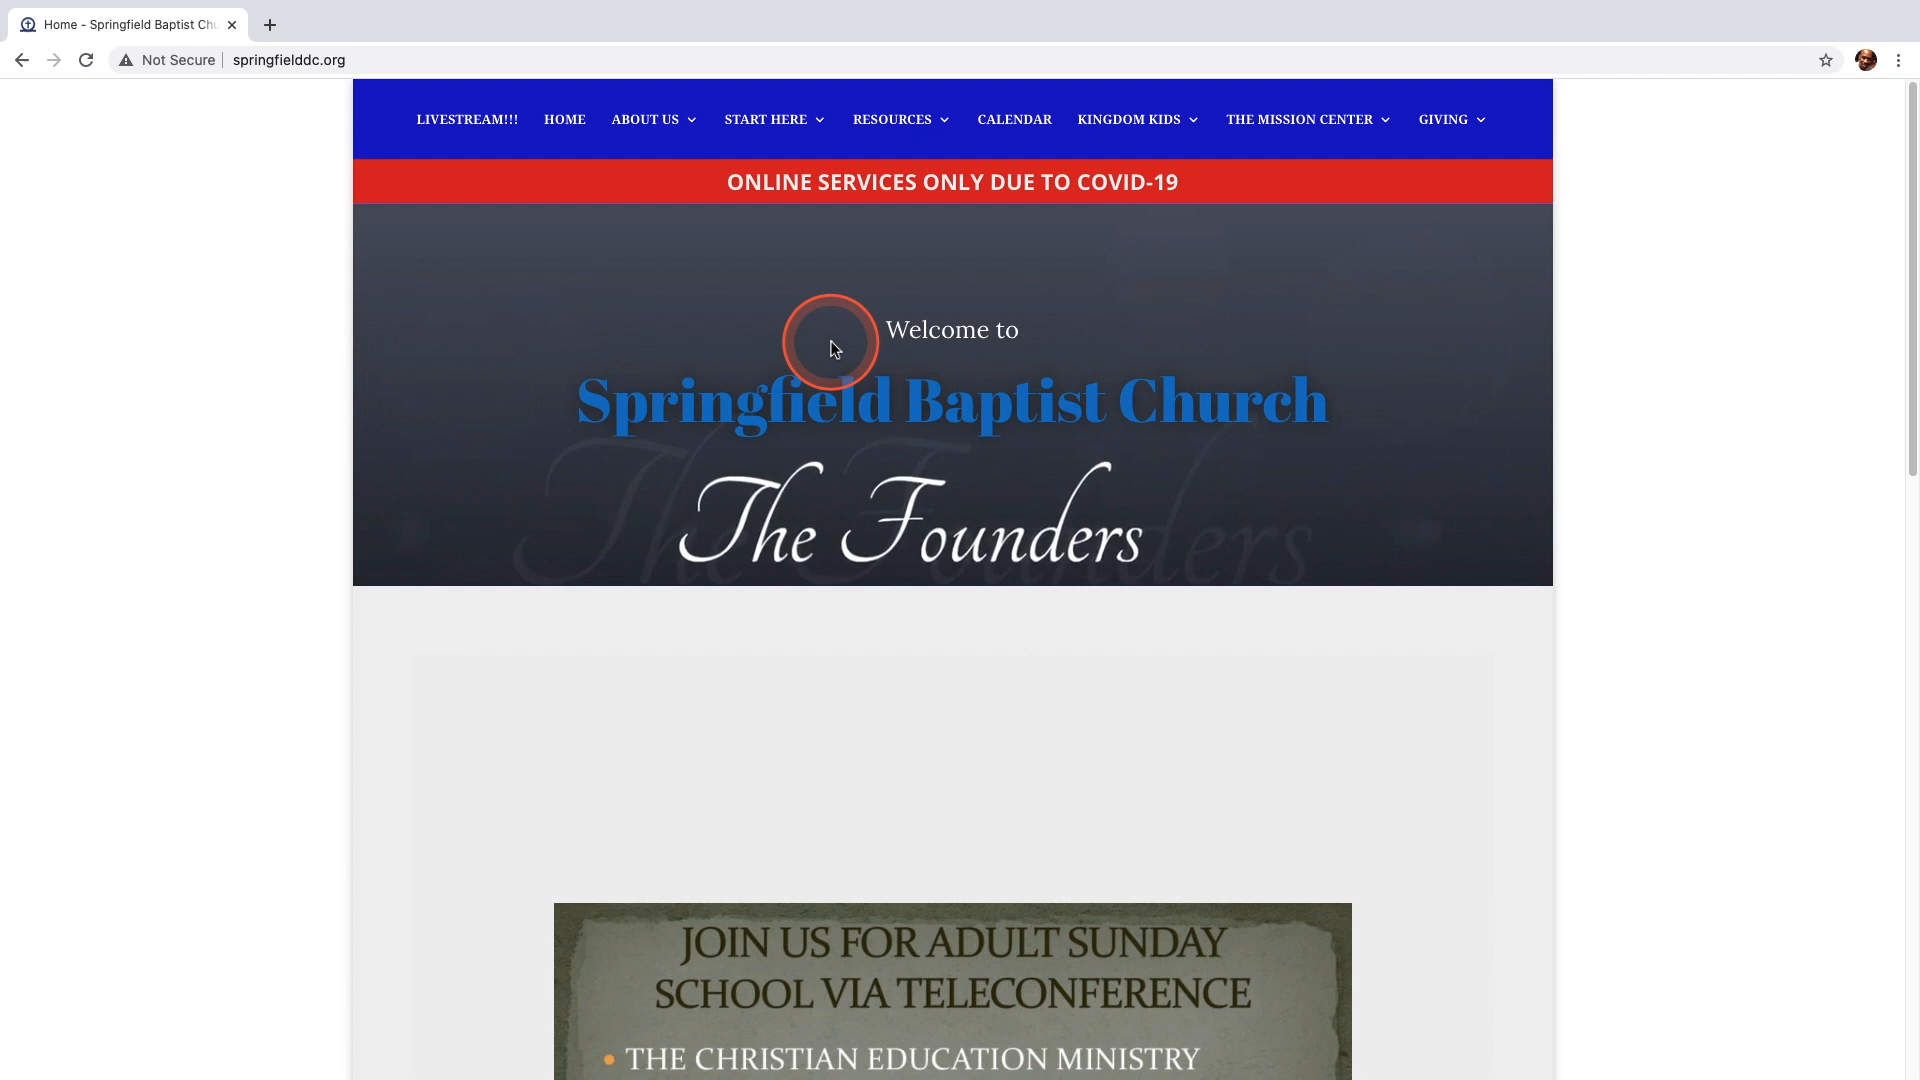 Home - Springfield Baptist Chu
Not Secure
springfielddc.org
LIVESTREAM!!! HOME ABOUT US START HERE RESOURCES CALENDAR KINGDOM KIDS THE MISSION CENTER GIVING
ONLINE SERVICES ONLY DUE TO COVID-19
Welcome to
Springfield Baptist Church
The Founders
The Founders
JOIN US FOR ADULT SUNDAY
SCHOOL VIA TELECONFERENCE
• THE CHRISTIAN EDUCATION MINISTRY